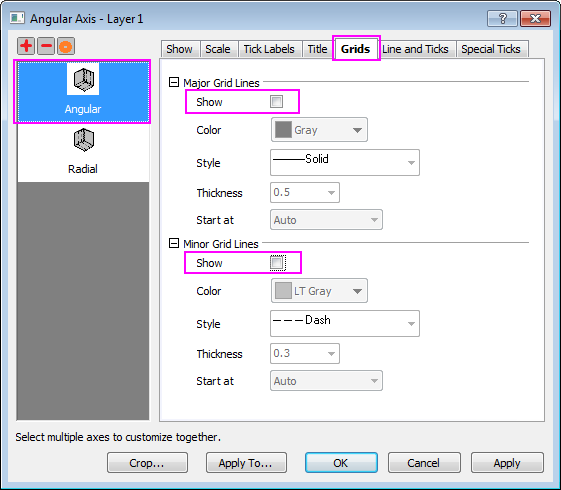 Angular Axis - Layer 1
Show Scale Tick Labels Title Grids Line and Ticks Special Ticks
Angular
Radial
Major Grid Lines
Show
Color Gray
Style Solid
Thickness 0.5
Start at Auto
Minor Grid Lines
Show
Color LT Gray
Style Dash
Thickness 0.3
Start at Auto
Select multiple axes to customize together.
Crop... Apply To... OK Cancel Apply